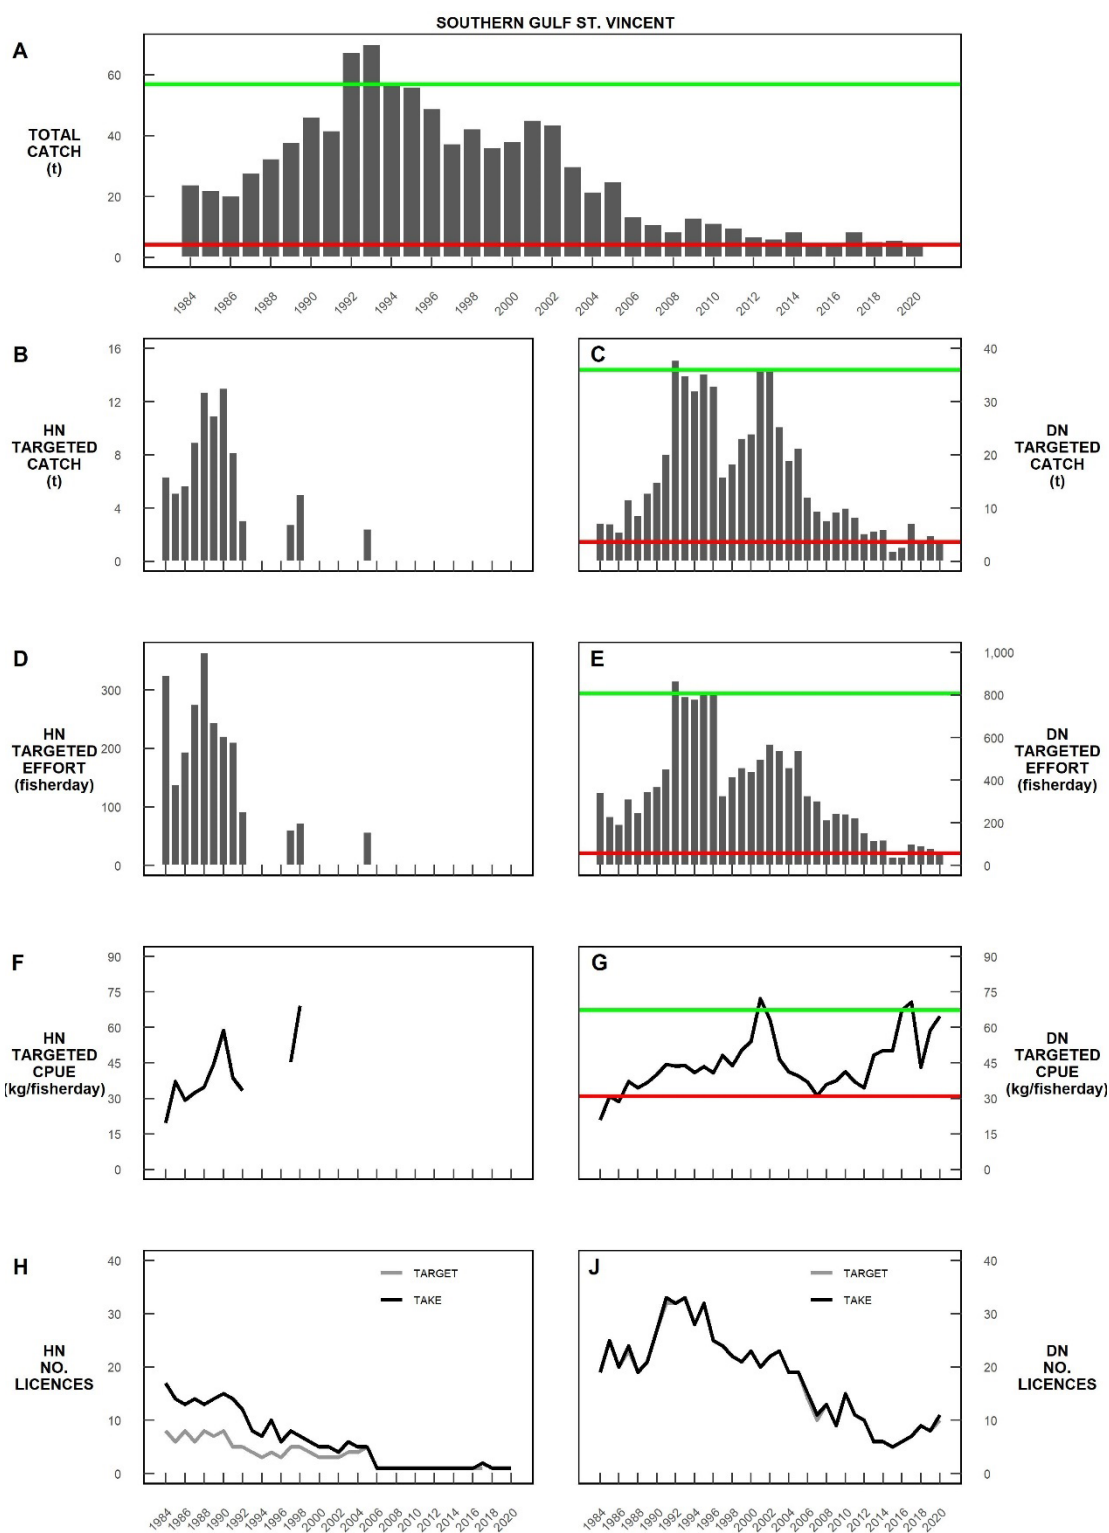 SOUTHERN GULF ST. VINCENT
A
TOTAL
CATCH
(t)
60
40
20
0
1984 1986 1988 1990 1992 1994 1996 1998 2000 2002 2004 2006 2008 2010 2012 2014 2016 2018 2020
B
HN
TARGETED
CATCH
(t)
16
12
8
4
0
C
40
30
20
10
0
DN
TARGETED
CATCH
(t)
D
HN
TARGETED
EFFORT
(fisherday)
300
200
100
0
E
1,000
800
600
400
200
0
DN
TARGETED
EFFORT
(fisherday)
F
HN
TARGETED
CPUE
(kg/fisherday)
90
75
60
45
30
15
0
G
90
75
60
45
30
15
0
DN
TARGETED
CPUE
(kg/fisherday)
H
HN
NO.
LICENCES
40
30
20
10
0
TARGET
TAKE
1984 1986 1988 1990 1992 1994 1996 1998 2000 2002 2004 2006 2008 2010 2012 2014 2016 2018 2020
J
TARGET
TAKE
40
30
20
10
0
DN
NO.
LICENCES
1984 1986 1988 1990 1992 1994 1996 1998 2000 2002 2004 2006 2008 2010 2012 2014 2016 2018 2020